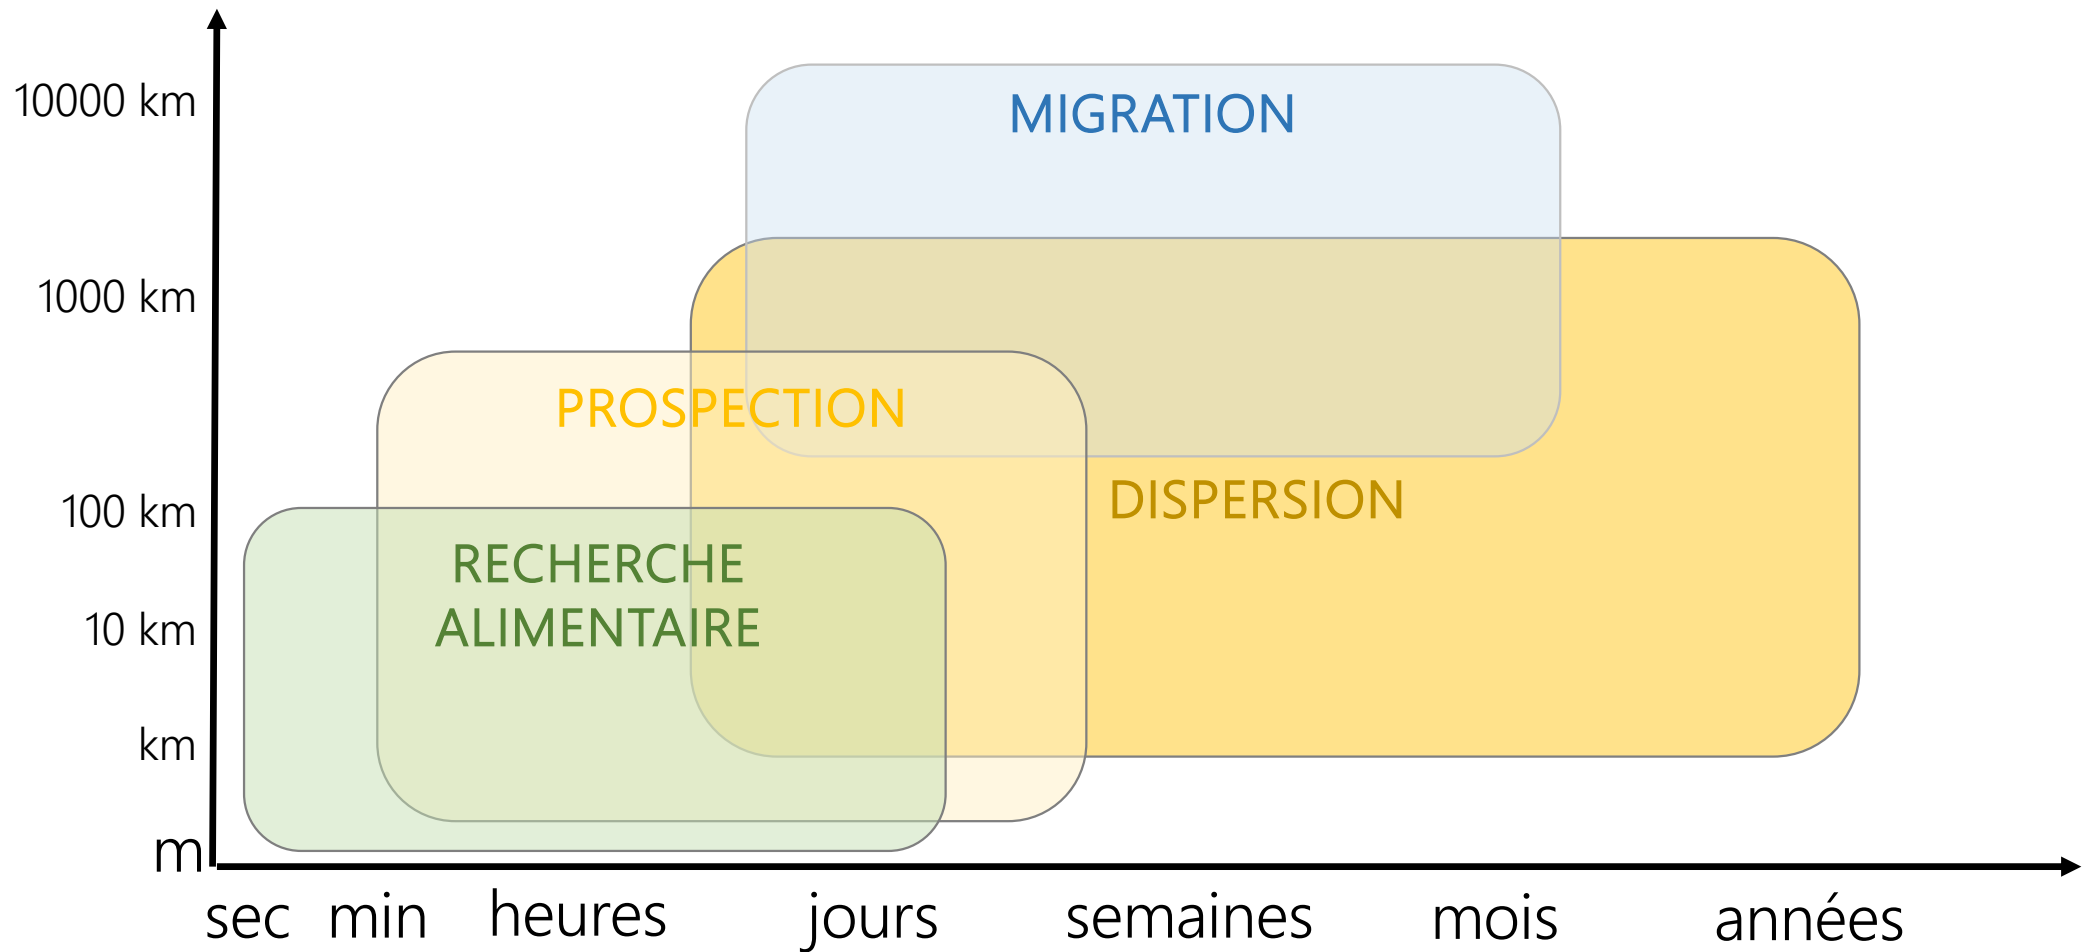 10000 km
MIGRATION
1000 km
PROSPECTION
100 km
DISPERSION
RECHERCHE
ALIMENTAIRE
10 km
km
m
sec min heures jours semaines mois années